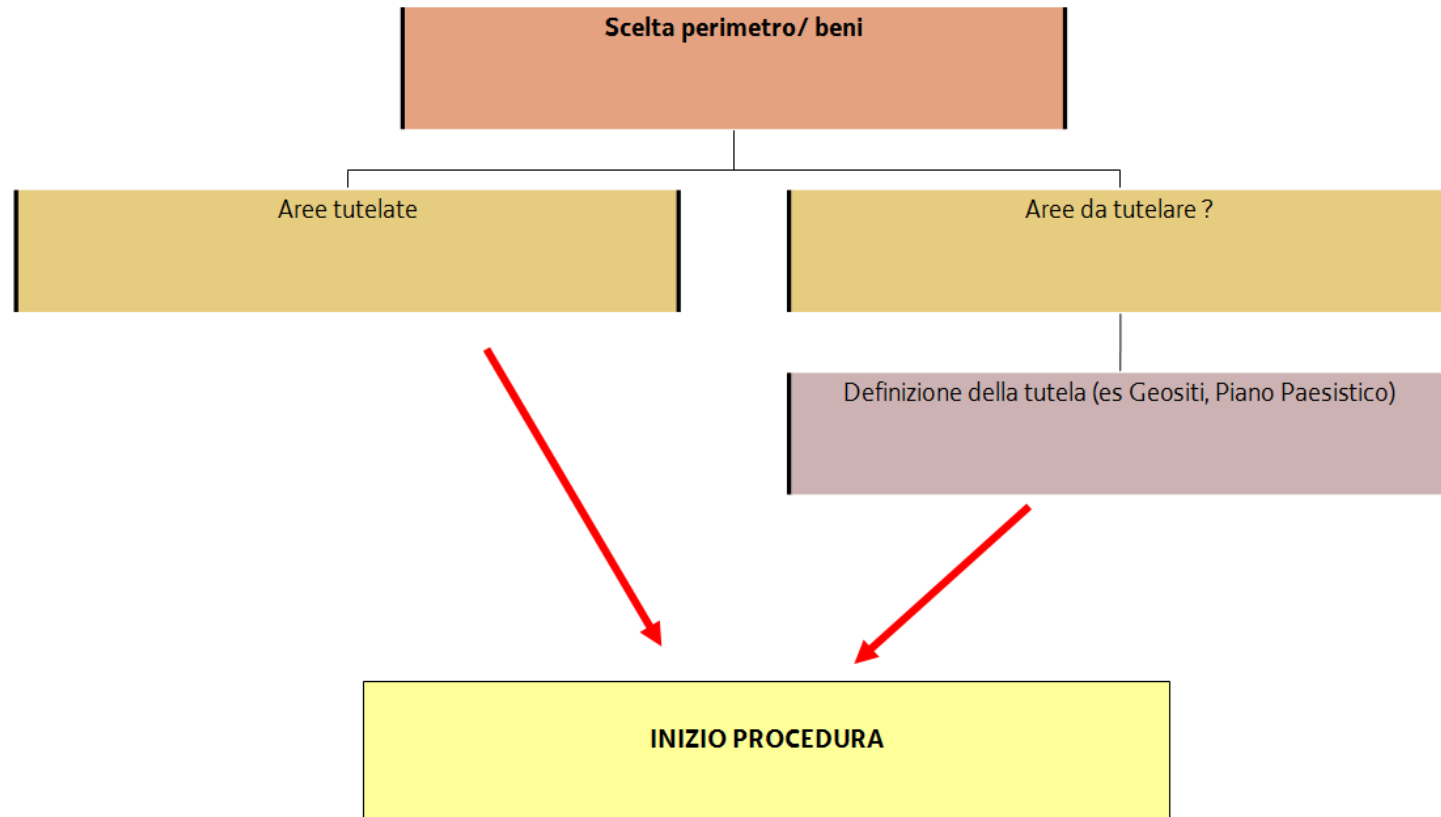 Scelta perimetro/ beni
Aree tutelate
Aree da tutelare ?
Definizione della tutela (es Geositi, Piano Paesistico)
INIZIO PROCEDURA